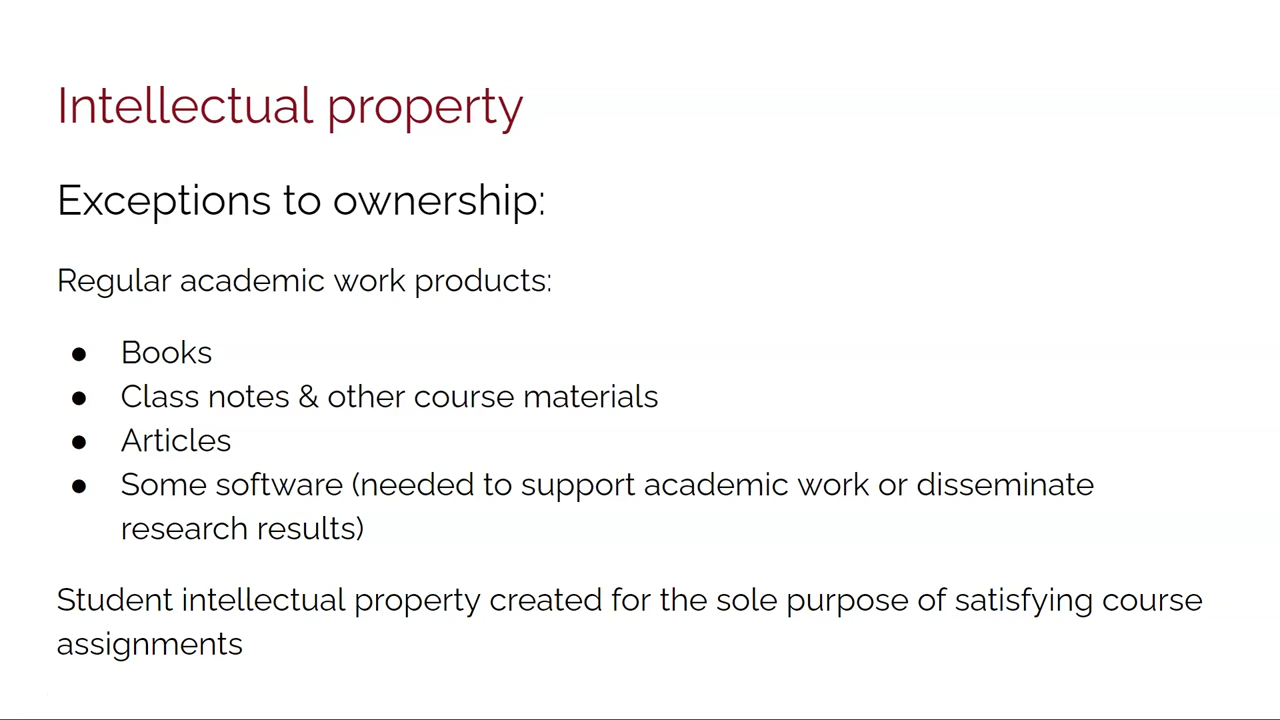 Intellectual property
Exceptions to ownership:
Regular academic work products:
● Books
● Class notes & other course materials
● Articles
● Some software (needed to support academic work or disseminate
research results)
Student intellectual property created for the sole purpose of satisfying course
assignments